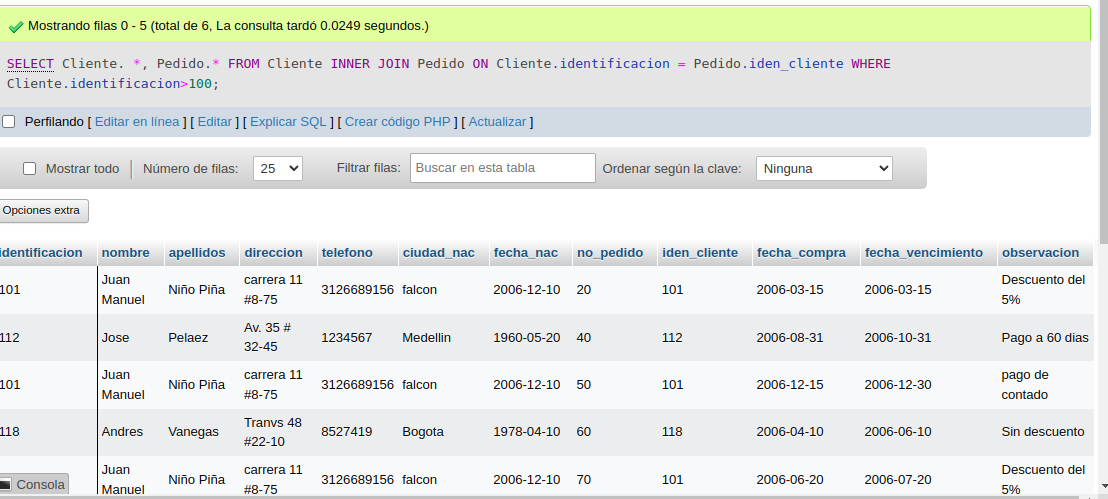 Mostrando filas 0 - 5 (total de 6, La consulta tardó 0.0249 segundos.)
SELECT Cliente. *, Pedido.* FROM Cliente INNER JOIN Pedido ON Cliente.identificacion = Pedido.iden_cliente WHERE
Cliente.identificacion>100;
Perfilando [ Editar en línea ] [ Editar ] [ Explicar SQL ] [ Crear código PHP ] [ Actualizar ]
Mostrar todo Número de filas: 25 Filtrar filas: Buscar en esta tabla Ordenar según la clave: Ninguna
Opciones extra
identificacion nombre apellidos direccion telefono ciudad_nac fecha_nac no_pedido iden_cliente fecha_compra fecha_vencimiento observacion
101 Juan Manuel Niño Piña carrera 11 #8-75 3126689156 falcon 2006-12-10 20 101 2006-03-15 2006-03-15 Descuento del 5%
112 Jose Pelaez Av. 35 # 32-45 1234567 Medellin 1960-05-20 40 112 2006-08-31 2006-10-31 Pago a 60 dias
101 Juan Manuel Niño Piña carrera 11 #8-75 3126689156 falcon 2006-12-10 50 101 2006-12-15 2006-12-30 pago de contado
118 Andres Vanegas Tranvs 48 #22-10 8527419 Bogota 1978-04-10 60 118 2006-04-10 2006-06-10 Sin descuento
Juan Manuel Niño Piña carrera 11 #8-75 3126689156 falcon 2006-12-10 70 101 2006-06-20 2006-07-20 Descuento del 5%
Consola